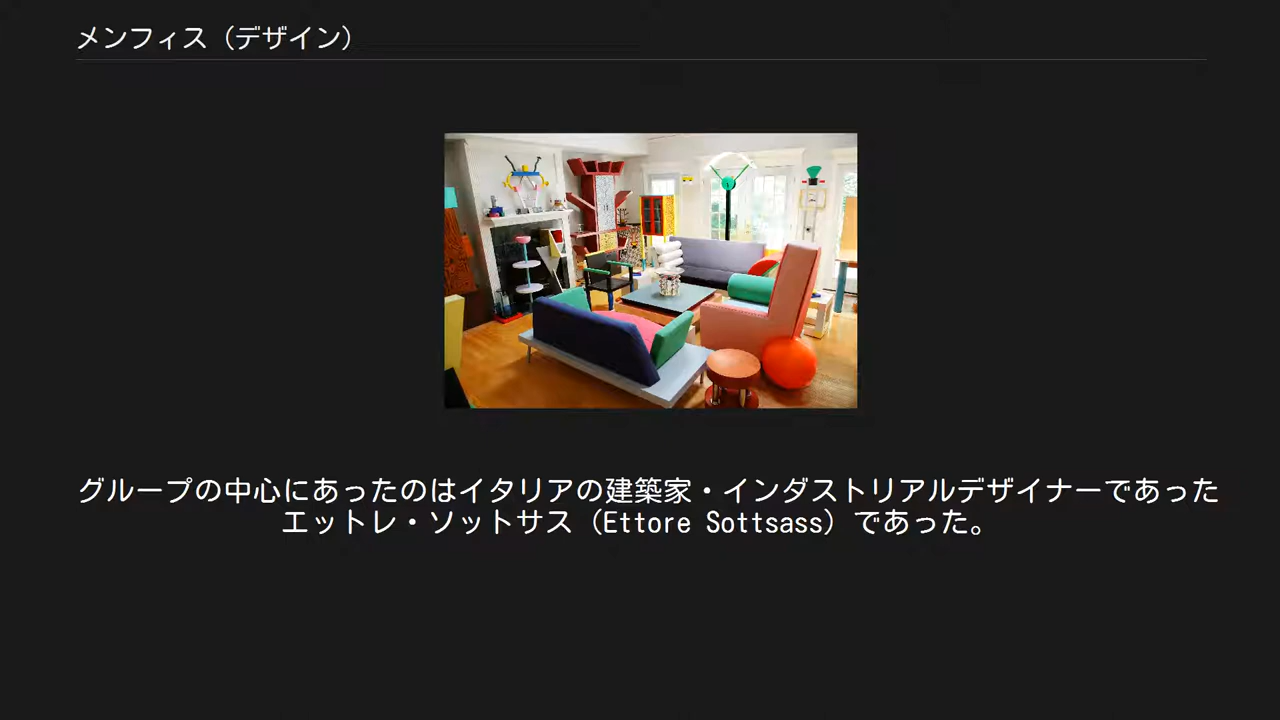 メンフィス（デザイン）
グループの中心にあったのはイタリアの建築家・インダストリアルデザイナーであった
エットレ・ソットサス（Ettore Sottsass）であった。